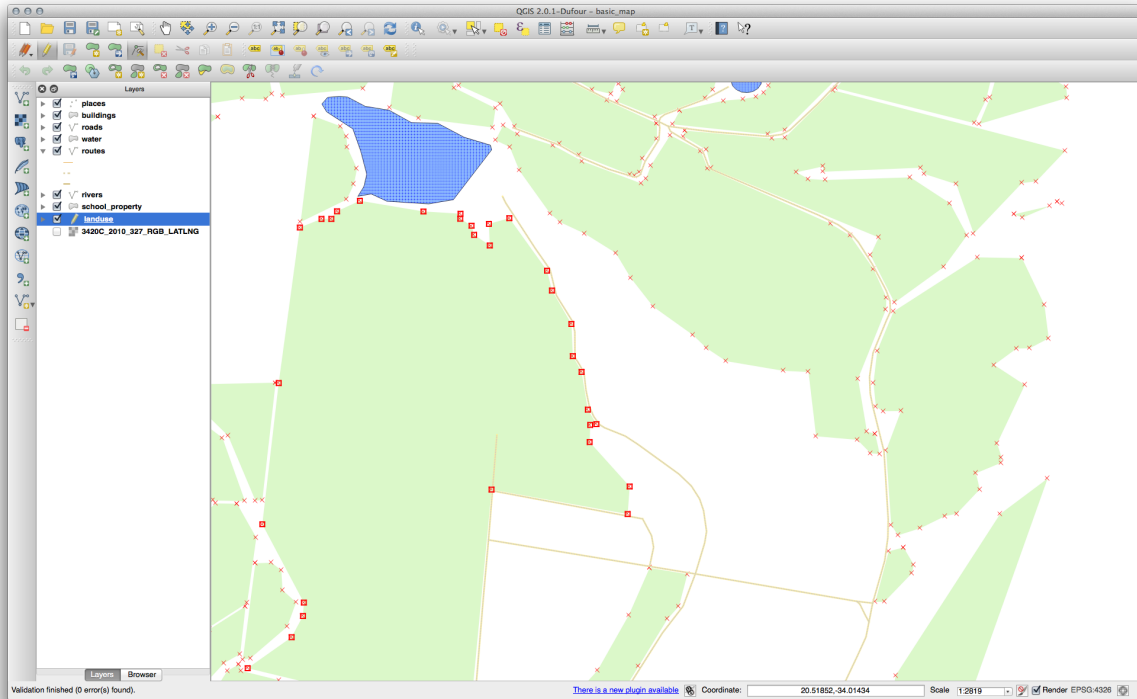 QGIS 2.0.1-Dufour - basic_map
Layers
places
buildings
roads
water
routes
rivers
school_property
landuse
3420C_2010_327_RGB_LATLNG
Layers
Browser
Validation finished (0 error(s) found).
There is a new plugin available
Coordinate:
20.51852,-34.01434
Scale
1:2819
Render
EPSG:4326